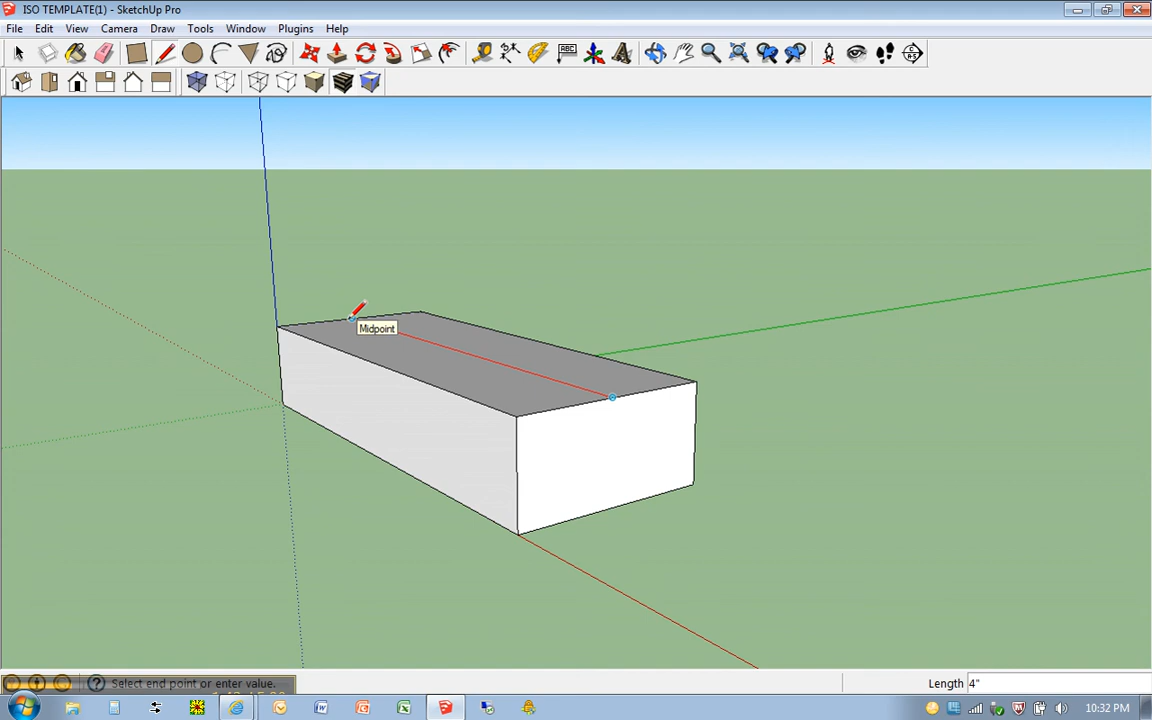 ISO TEMPLATE(1) - SketchUp Pro
File Edit View Camera Draw Tools Window Plugins Help
ABC
Midpoint
Select end point or enter value.
Length 4"
10:32 PM